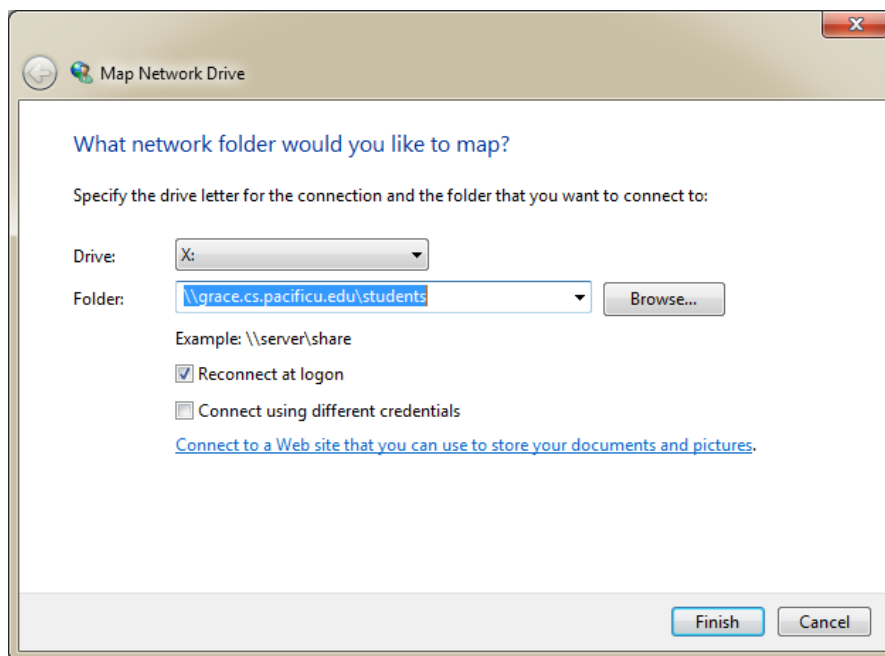 Map Network Drive
What network folder would you like to map?
Specify the drive letter for the connection and the folder that you want to connect to:
Drive: X:
Folder: \\grace.cs.pacificu.edu\students Browse...
Example: \\server\share
Reconnect at logon
Connect using different credentials
Connect to a Web site that you can use to store your documents and pictures.
Finish Cancel